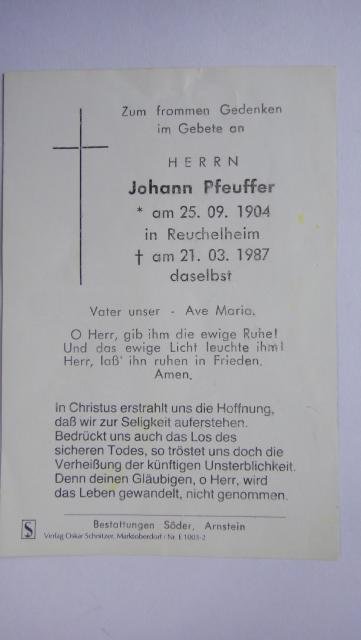 Zum frommen Gedenken
im Gebete an
HERRN
Johann Pfeuffer
* am 25. 09. 1904
in Reuchelheim
† am 21. 03. 1987
daselbst
Vater unser - Ave Maria.
O Herr, gib ihm die ewige Ruhe!
Und das ewige Licht leuchte ihm!
Herr, laß' ihn ruhen in Frieden.
Amen.
In Christus erstrahlt uns die Hoffnung,
daß wir zur Seligkeit auferstehen.
Bedrückt uns auch das Los des
sicheren Todes, so tröstet uns doch die
Verheißung der künftigen Unsterblichkeit.
Denn deinen Gläubigen, o Herr, wird
das Leben gewandelt, nicht genommen.
S Bestattungen Söder, Arnstein
Verlag Oskar Schnitzer, Marktoberdorf / Nr. E 1003-2